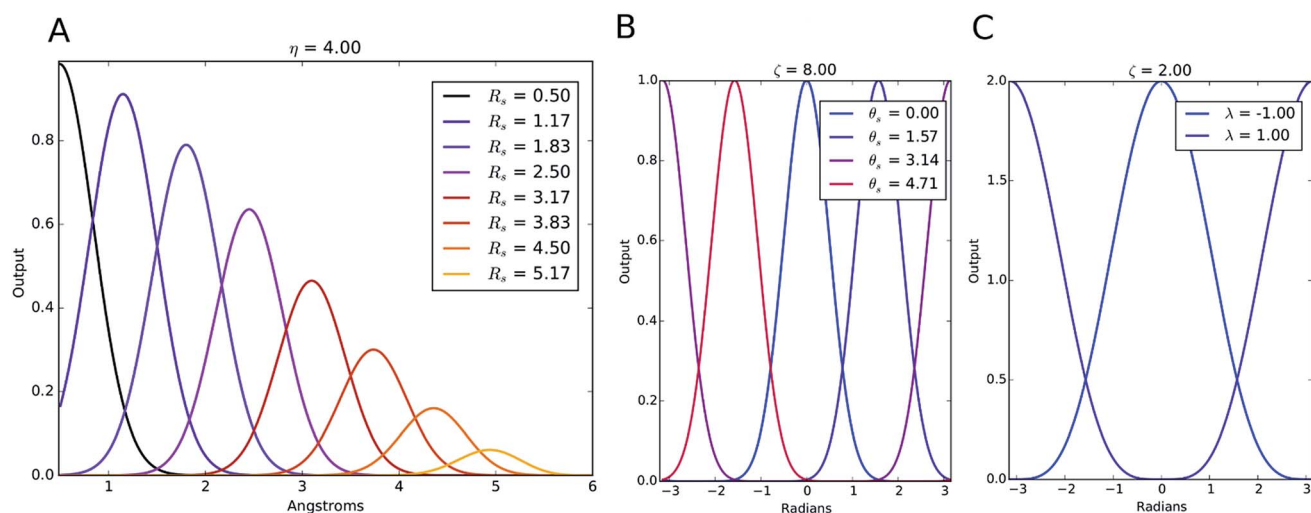 A
η = 4.00
Output
0.8
0.6
0.4
0.2
0.0
1 2 3 4 5 6
Angstroms
R_s = 0.50
R_s = 1.17
R_s = 1.83
R_s = 2.50
R_s = 3.17
R_s = 3.83
R_s = 4.50
R_s = 5.17
B
ζ = 8.00
Output
1.0
0.8
0.6
0.4
0.2
0.0
−3 −2 −1 0 1 2 3
Radians
θ_s = 0.00
θ_s = 1.57
θ_s = 3.14
θ_s = 4.71
C
ζ = 2.00
Output
2.0
1.5
1.0
0.5
0.0
−3 −2 −1 0 1 2 3
Radians
λ = -1.00
λ = 1.00